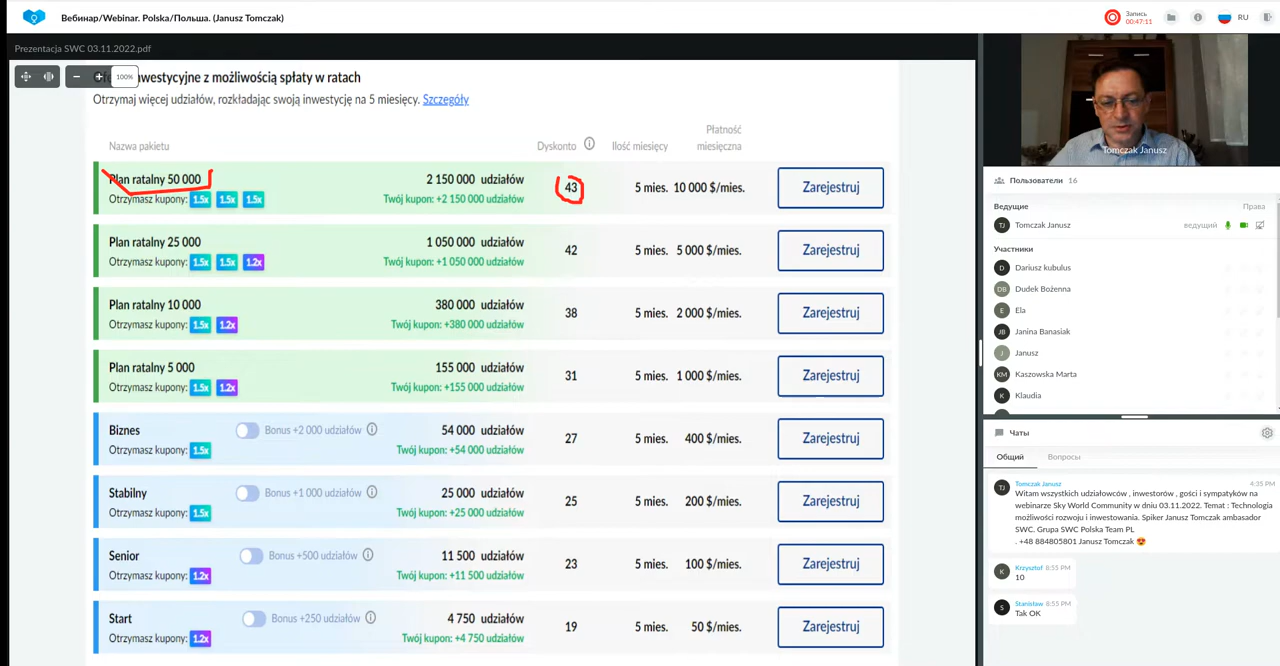 Вебинар/Webinar. Polska/Польша. (Janusz Tomczak)
Запись
00:47:11
RU
Prezentacja SWC 03.11.2022.pdf
100%
inwestycyjne z możliwością spłaty w ratach
Otrzymaj więcej udziałów, rozkładając swoją inwestycję na 5 miesięcy. Szczegóły
Nazwa pakietu
Dyskonto
Ilość miesięcy
Płatność
miesięczna
Plan ratalny 50 000
2 150 000 udziałów
43
5 mies. 10 000 $/mies.
Zarejestruj
Otrzymasz kupony: 1.5x 1.5x 1.5x
Twój kupon: +2 150 000 udziałów
Plan ratalny 25 000
1 050 000 udziałów
42
5 mies. 5 000 $/mies.
Zarejestruj
Otrzymasz kupony: 1.5x 1.5x 1.2x
Twój kupon: +1 050 000 udziałów
Plan ratalny 10 000
380 000 udziałów
38
5 mies. 2 000 $/mies.
Zarejestruj
Otrzymasz kupony: 1.5x 1.2x
Twój kupon: +380 000 udziałów
Plan ratalny 5 000
155 000 udziałów
31
5 mies. 1 000 $/mies.
Zarejestruj
Otrzymasz kupony: 1.5x 1.2x
Twój kupon: +155 000 udziałów
Biznes
Bonus +2 000 udziałów
54 000 udziałów
27
5 mies. 400 $/mies.
Zarejestruj
Otrzymasz kupony: 1.5x
Twój kupon: +54 000 udziałów
Stabilny
Bonus +1 000 udziałów
25 000 udziałów
25
5 mies. 200 $/mies.
Zarejestruj
Otrzymasz kupony: 1.5x
Twój kupon: +25 000 udziałów
Senior
Bonus +500 udziałów
11 500 udziałów
23
5 mies. 100 $/mies.
Zarejestruj
Otrzymasz kupony: 1.2x
Twój kupon: +11 500 udziałów
Start
Bonus +250 udziałów
4 750 udziałów
19
5 mies. 50 $/mies.
Zarejestruj
Otrzymasz kupony: 1.2x
Twój kupon: +4 750 udziałów
Tomczak Janusz
Пользователи 16
Ведущие
Права
TJ Tomczak Janusz
ведущий
Участники
D Dariusz kubulus
DB Dudek Bożenna
E Ela
JB Janina Banasiak
J Janusz
KM Kaszowska Marta
K Klaudia
Чаты
Общий
Вопросы
TJ Tomczak Janusz 4:35 PM
Witam wszystkich udziałowców , inwestorów , gości i sympatyków na
webinarze Sky World Community w dniu 03.11.2022. Temat : Technologia
możliwości rozwoju i inwestowania. Spiker Janusz Tomczak ambasador
SWC. Grupa SWC Polska Team PL
. +48 884805801 Janusz Tomczak 😍
K Krzysztof 8:55 PM
10
S Stanisław 8:55 PM
Tak OK